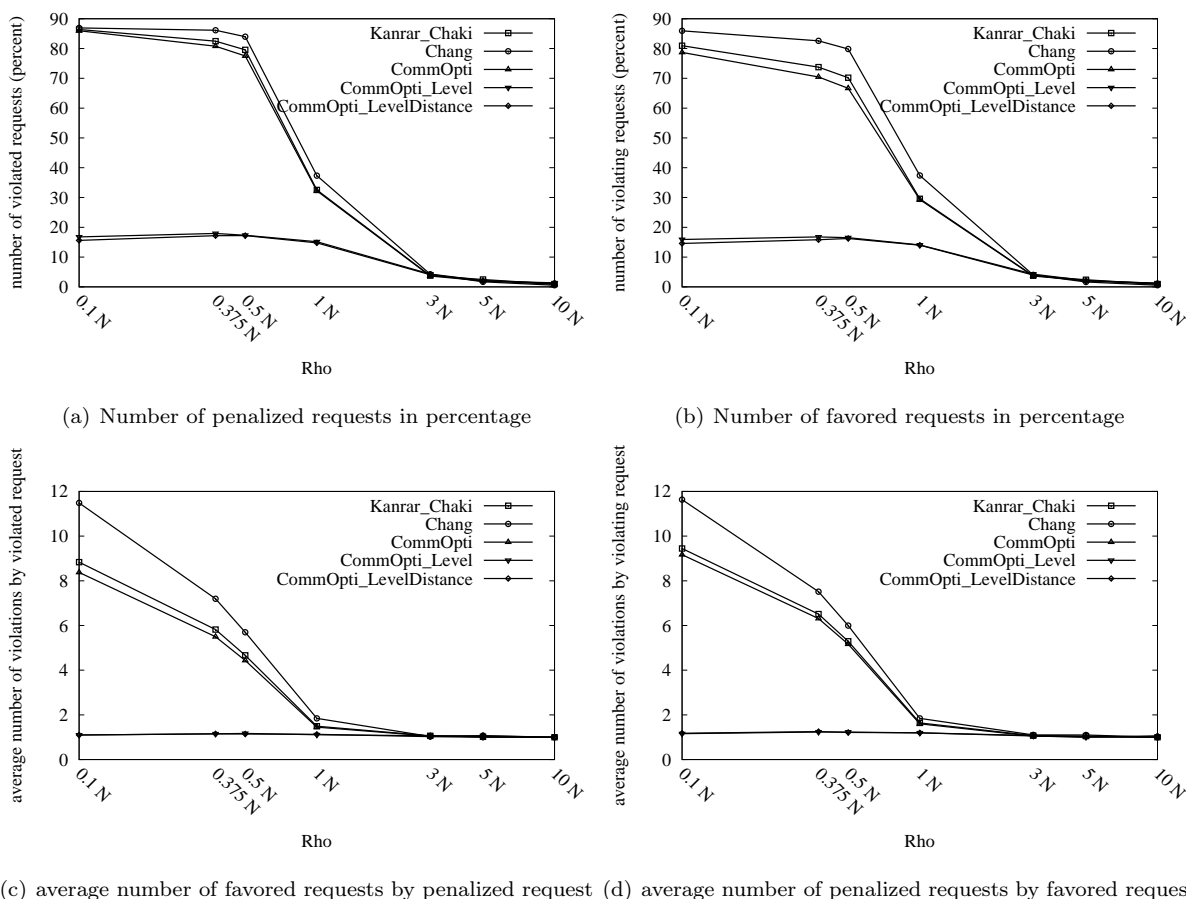 number of violated requests (percent)
90
80
70
60
50
40
30
20
10
0
Kanrar_Chaki
Chang
CommOpti
CommOpti_Level
CommOpti_LevelDistance
0.1 N
0.375 N
0.5 N
1 N
3 N
5 N
10 N
Rho
(a) Number of penalized requests in percentage
number of violating requests (percent)
90
80
70
60
50
40
30
20
10
0
Kanrar_Chaki
Chang
CommOpti
CommOpti_Level
CommOpti_LevelDistance
0.1 N
0.375 N
0.5 N
1 N
3 N
5 N
10 N
Rho
(b) Number of favored requests in percentage
average number of violations by violated request
12
10
8
6
4
2
0
Kanrar_Chaki
Chang
CommOpti
CommOpti_Level
CommOpti_LevelDistance
0.1 N
0.375 N
0.5 N
1 N
3 N
5 N
10 N
Rho
(c) average number of favored requests by penalized request
average number of violations by violating request
12
10
8
6
4
2
0
Kanrar_Chaki
Chang
CommOpti
CommOpti_Level
CommOpti_LevelDistance
0.1 N
0.375 N
0.5 N
1 N
3 N
5 N
10 N
Rho
(d) average number of penalized requests by favored reques